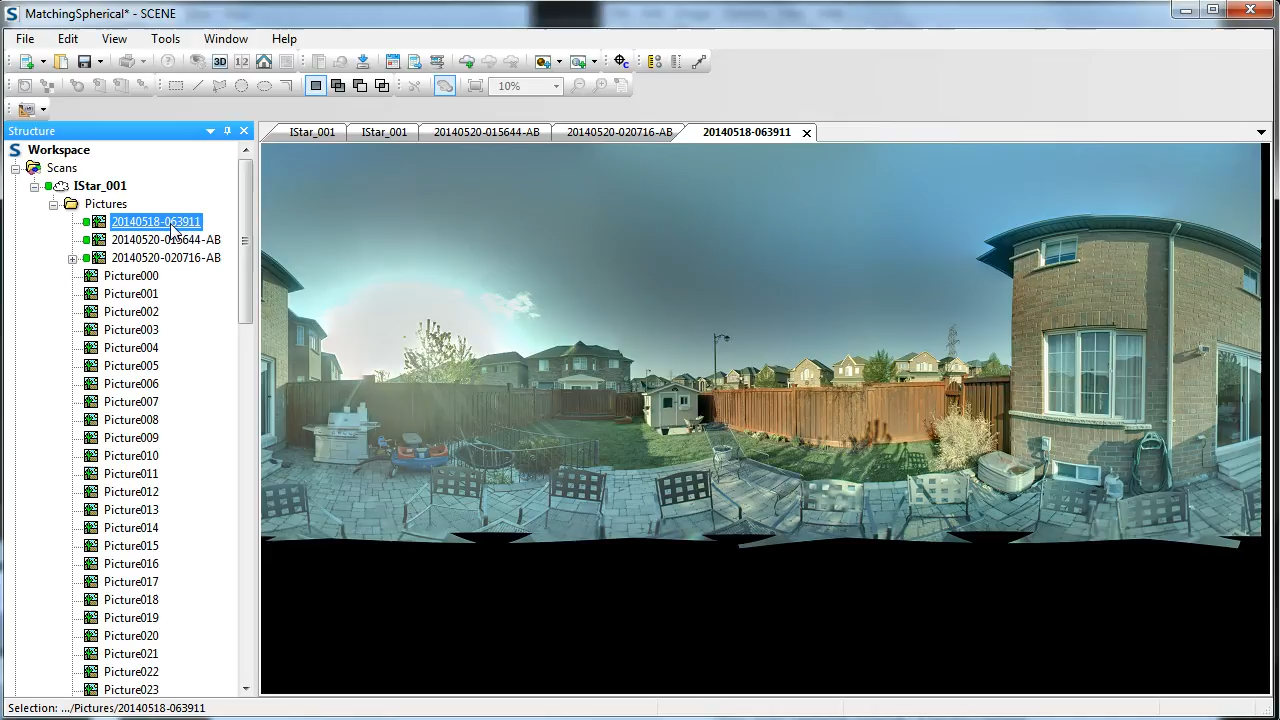 MatchingSpherical* - SCENE
File Edit View Tools Window Help
3D 1 2
10%
Structure
IStar_001 IStar_001 20140520-015644-AB 20140520-020716-AB 20140518-063911
Workspace
Scans
IStar_001
Pictures
20140518-063911
20140520-015644-AB
20140520-020716-AB
Picture000
Picture001
Picture002
Picture003
Picture004
Picture005
Picture006
Picture007
Picture008
Picture009
Picture010
Picture011
Picture012
Picture013
Picture014
Picture015
Picture016
Picture017
Picture018
Picture019
Picture020
Picture021
Picture022
Picture023
Selection: .../Pictures/20140518-063911